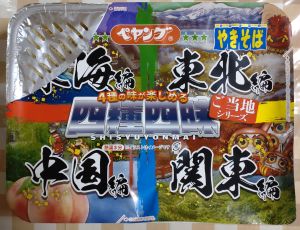 ペヤング
やきそば
海編
東北編
4種の味が楽しめる
四種四味
SHISYUYONMAI
ご当地
シリーズ
中国編
関東編